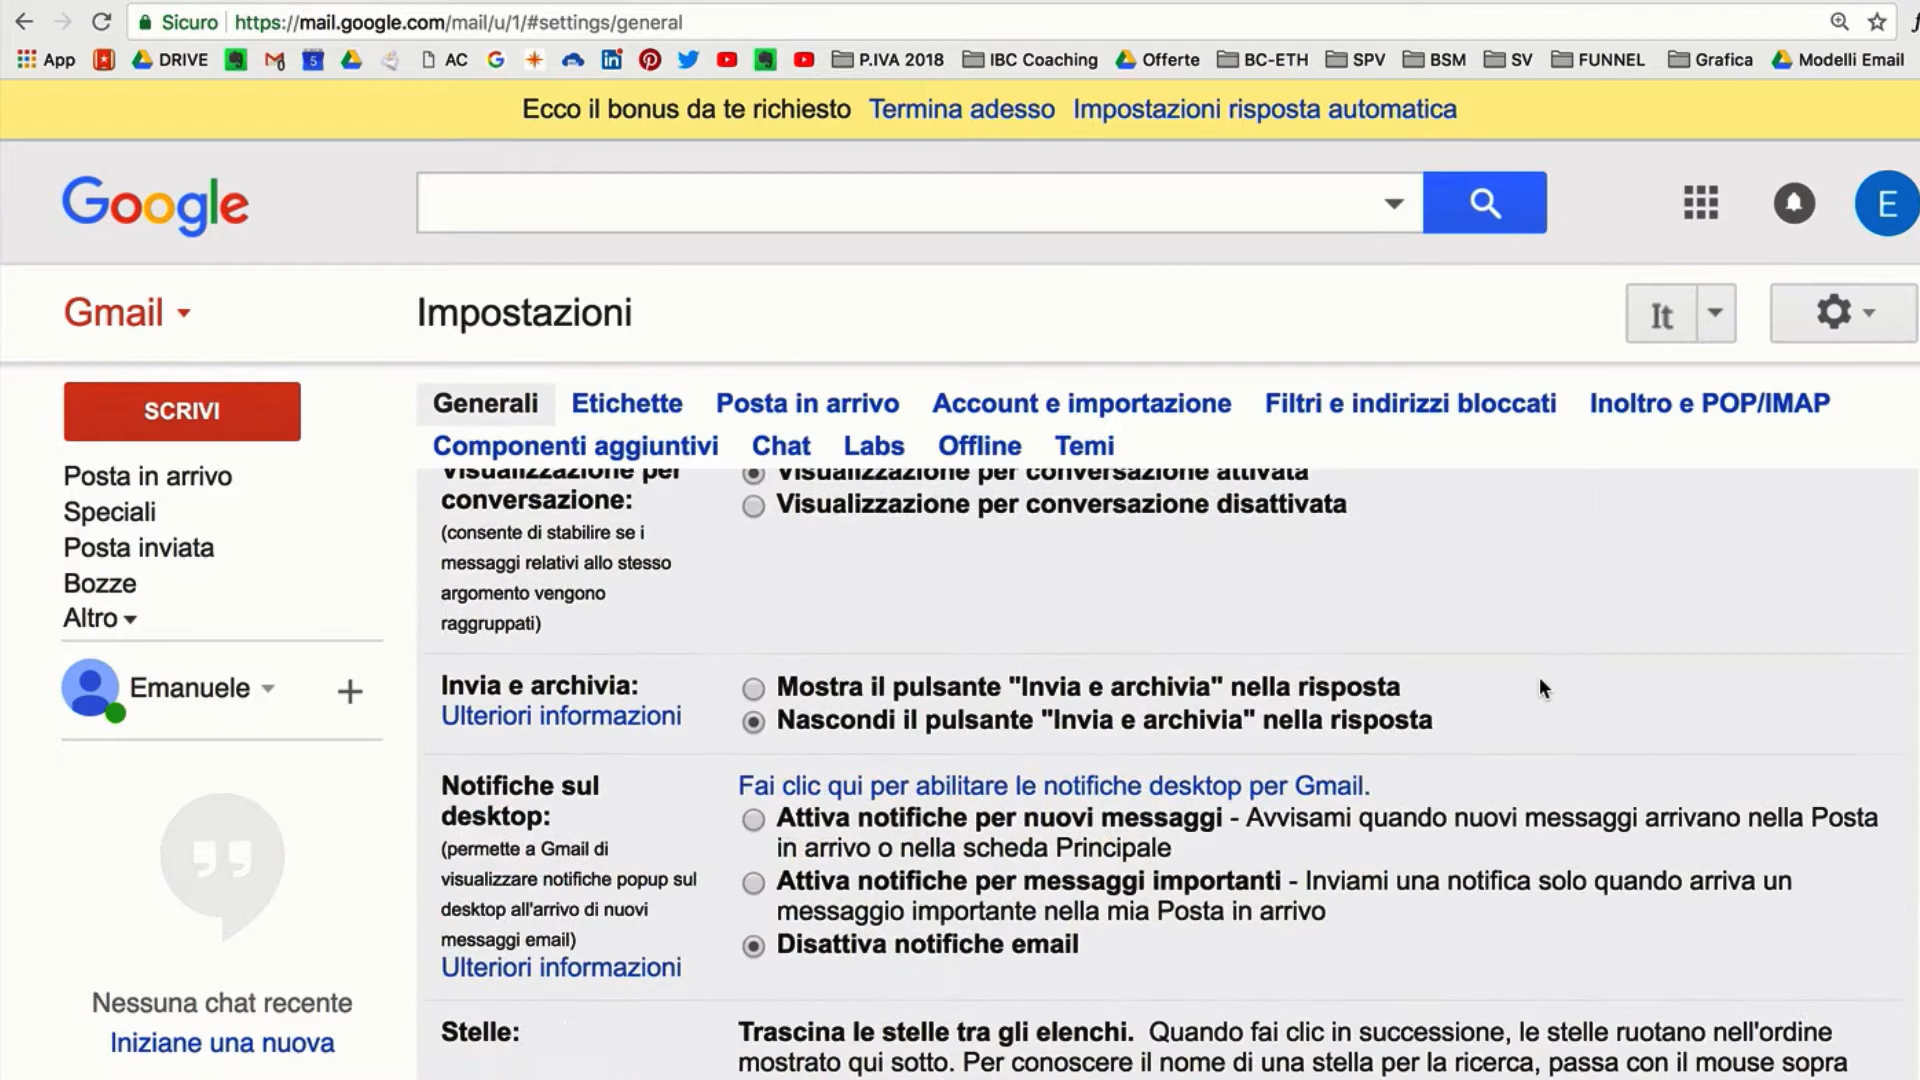 Sicuro https://mail.google.com/mail/u/1/#settings/general
App DRIVE 5 AC G P.IVA 2018 IBC Coaching Offerte BC-ETH SPV BSM SV FUNNEL Grafica Modelli Email
Ecco il bonus da te richiesto Termina adesso Impostazioni risposta automatica
Google
E
Gmail Impostazioni It
SCRIVI
Posta in arrivo
Speciali
Posta inviata
Bozze
Altro
Emanuele +
Nessuna chat recente
Iniziane una nuova
Generali Etichette Posta in arrivo Account e importazione Filtri e indirizzi bloccati Inoltro e POP/IMAP
Componenti aggiuntivi Chat Labs Offline Temi
Visualizzazione per
conversazione:
(consente di stabilire se i
messaggi relativi allo stesso
argomento vengono
raggruppati)
Visualizzazione per conversazione attivata
Visualizzazione per conversazione disattivata
Invia e archivia:
Ulteriori informazioni
Mostra il pulsante "Invia e archivia" nella risposta
Nascondi il pulsante "Invia e archivia" nella risposta
Notifiche sul
desktop:
(permette a Gmail di
visualizzare notifiche popup sul
desktop all'arrivo di nuovi
messaggi email)
Ulteriori informazioni
Fai clic qui per abilitare le notifiche desktop per Gmail.
Attiva notifiche per nuovi messaggi - Avvisami quando nuovi messaggi arrivano nella Posta
in arrivo o nella scheda Principale
Attiva notifiche per messaggi importanti - Inviami una notifica solo quando arriva un
messaggio importante nella mia Posta in arrivo
Disattiva notifiche email
Stelle:
Trascina le stelle tra gli elenchi. Quando fai clic in successione, le stelle ruotano nell'ordine
mostrato qui sotto. Per conoscere il nome di una stella per la ricerca, passa con il mouse sopra